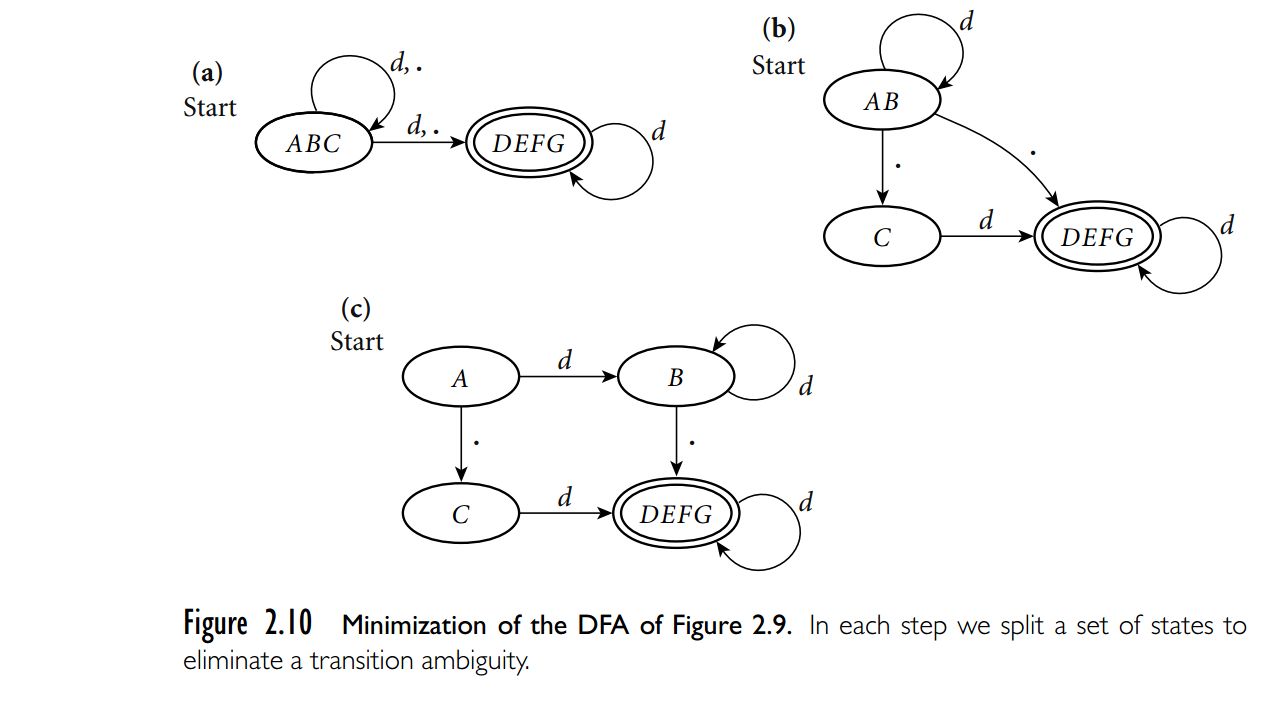 (a)
Start
d, .
ABC
d, .
DEFG
d
(b)
Start
d
AB
.
.
C
d
DEFG
d
(c)
Start
A
d
B
d
.
.
C
d
DEFG
d
Figure 2.10 Minimization of the DFA of Figure 2.9. In each step we split a set of states to
eliminate a transition ambiguity.